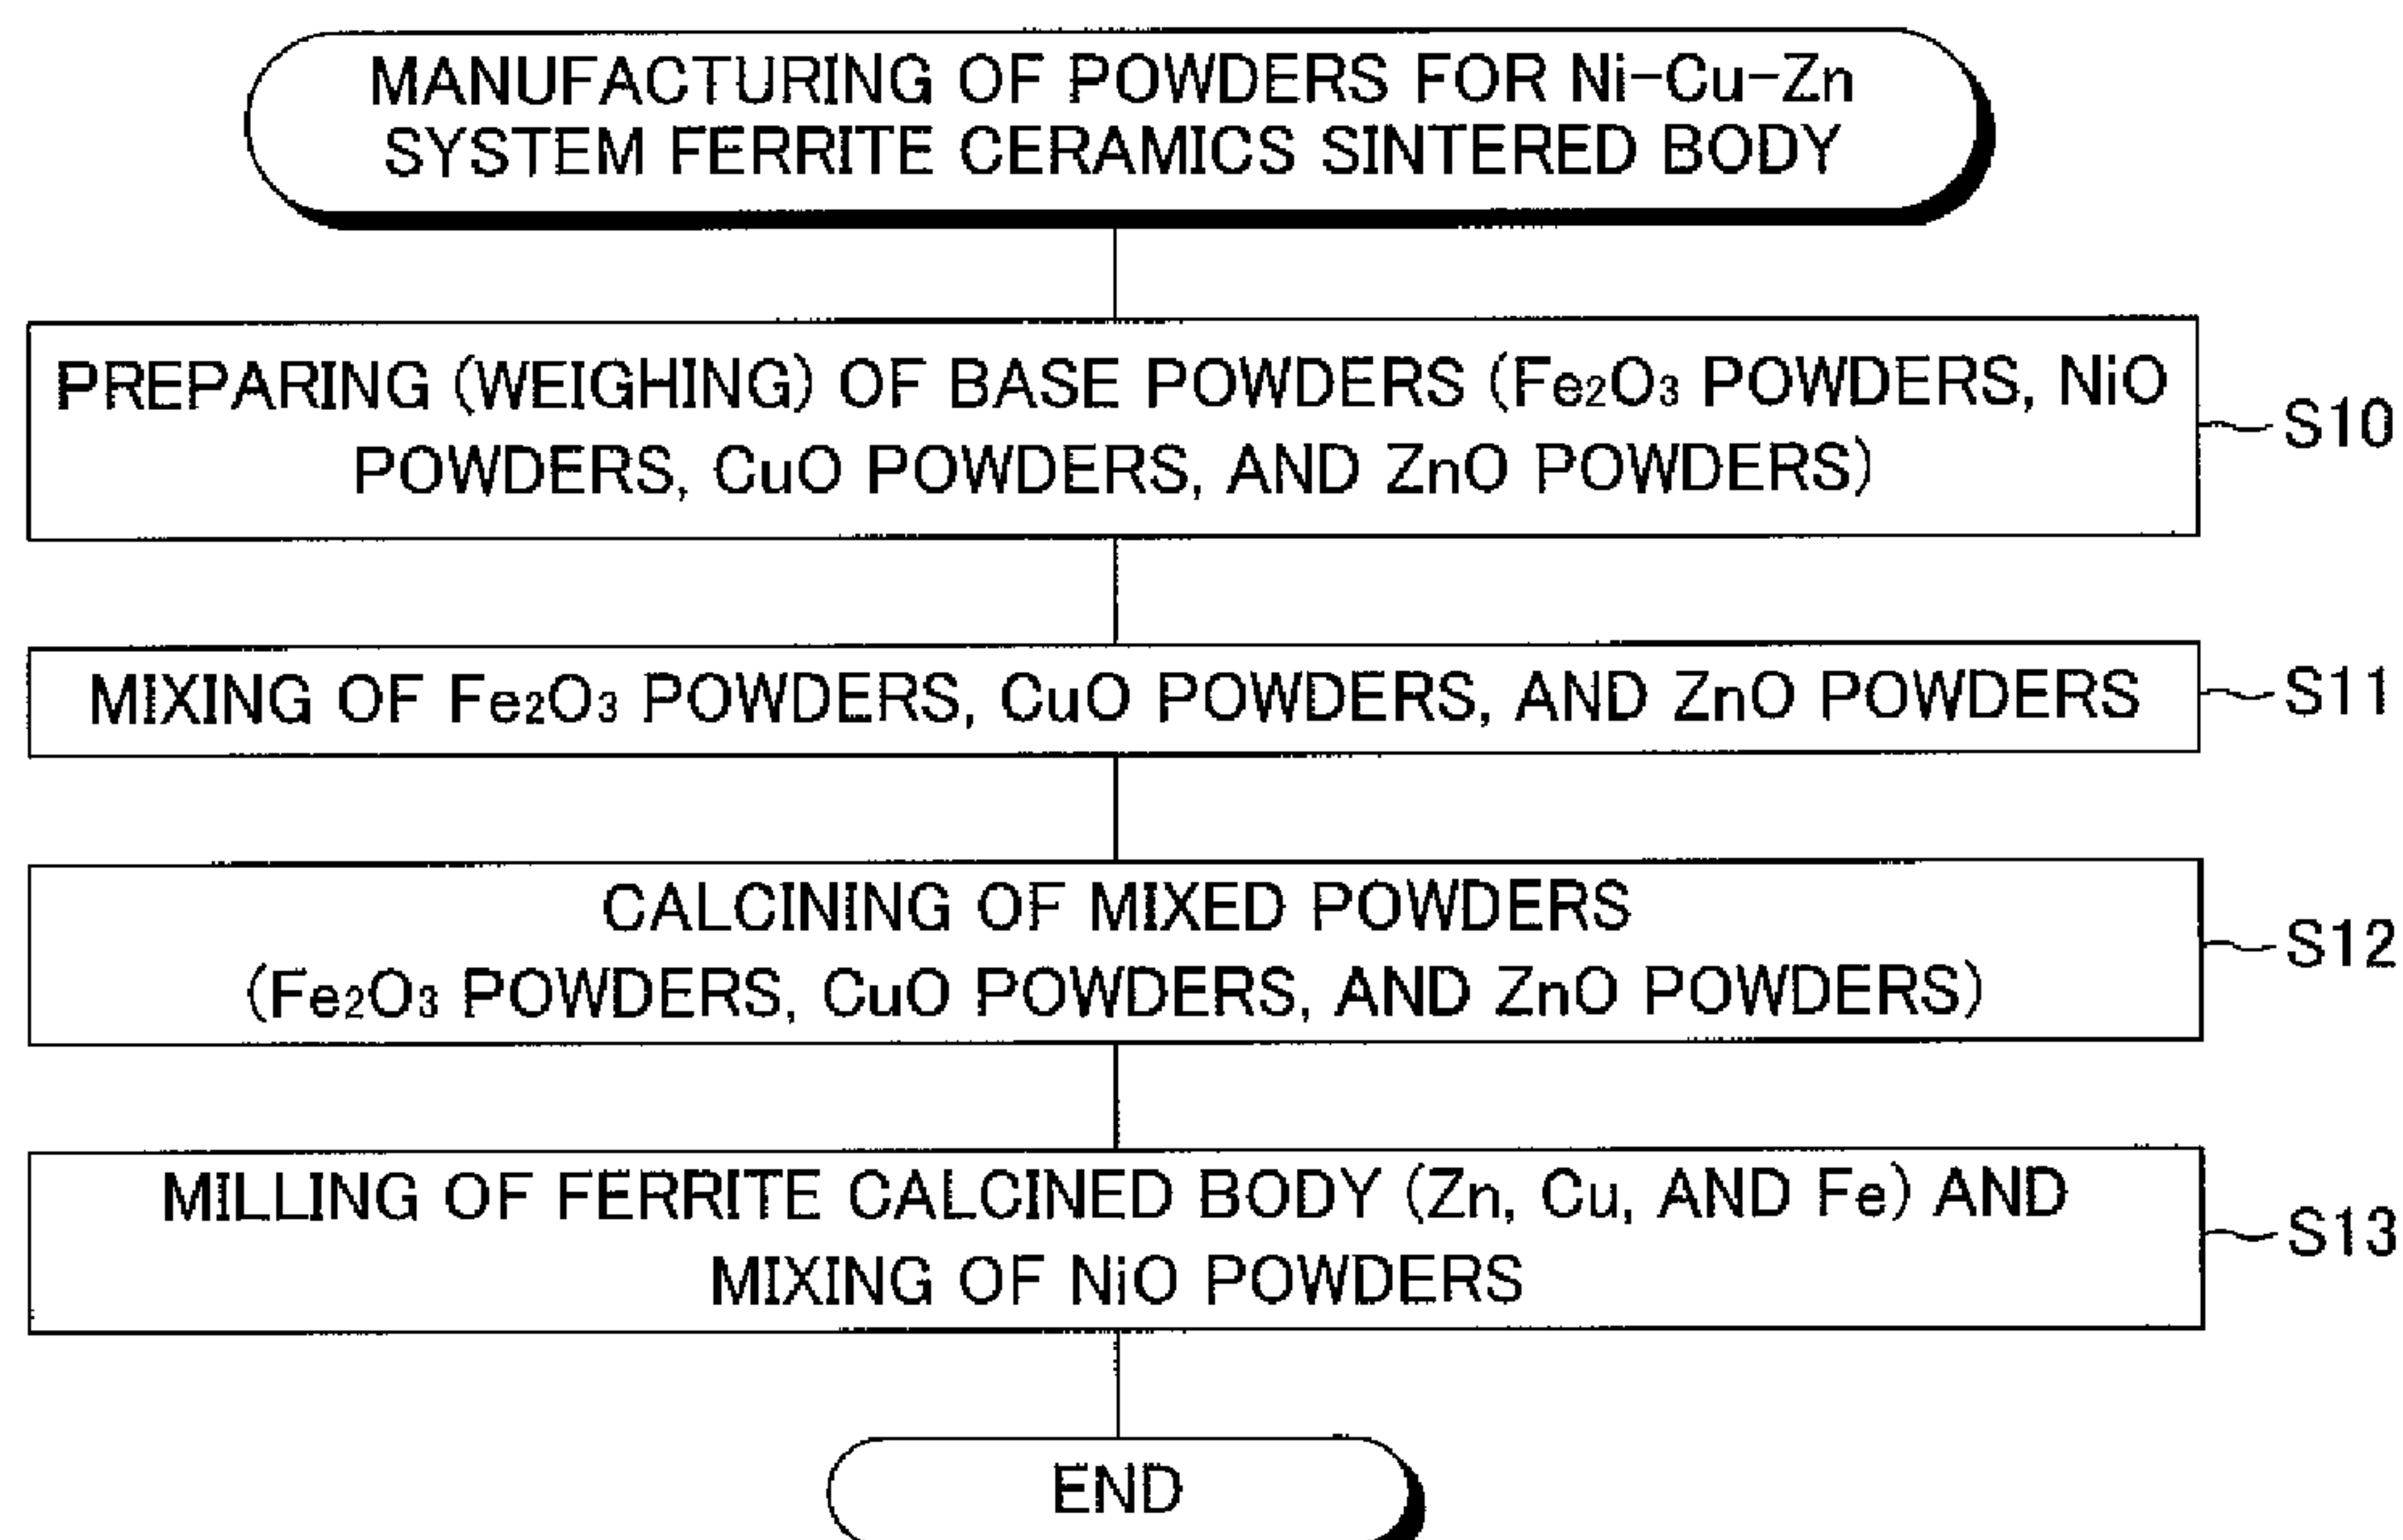 MANUFACTURING OF POWDERS FOR Ni-Cu-Zn
SYSTEM FERRITE CERAMICS SINTERED BODY
PREPARING (WEIGHING) OF BASE POWDERS (Fe₂O₃ POWDERS, NiO
POWDERS, CuO POWDERS, AND ZnO POWDERS)
S10
MIXING OF Fe₂O₃ POWDERS, CuO POWDERS, AND ZnO POWDERS
S11
CALCINING OF MIXED POWDERS
(Fe₂O₃ POWDERS, CuO POWDERS, AND ZnO POWDERS)
S12
MILLING OF FERRITE CALCINED BODY (Zn, Cu, AND Fe) AND
MIXING OF NiO POWDERS
S13
END